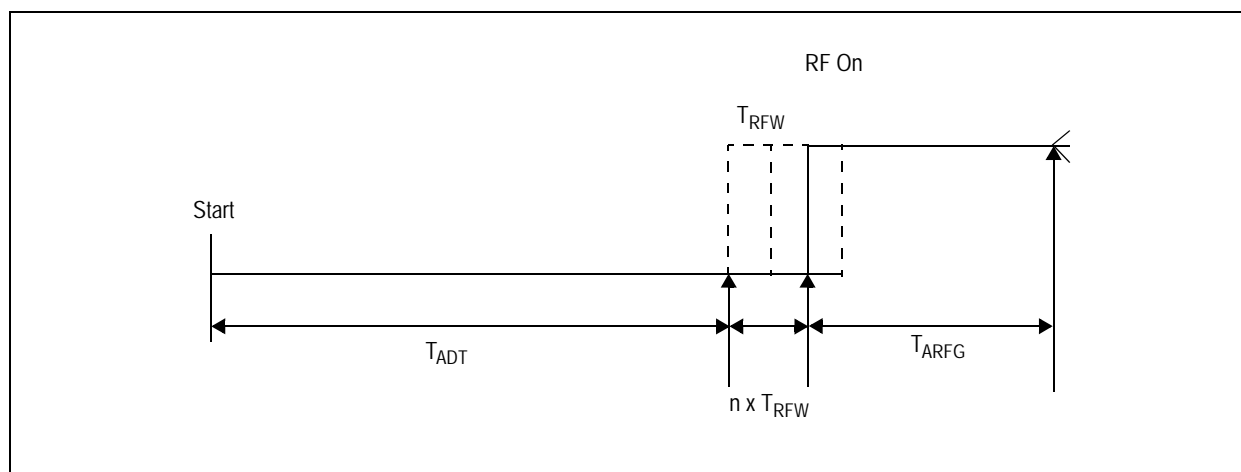 RF On
T_RFW
Start
T_ADT
T_ARFG
n x T_RFW